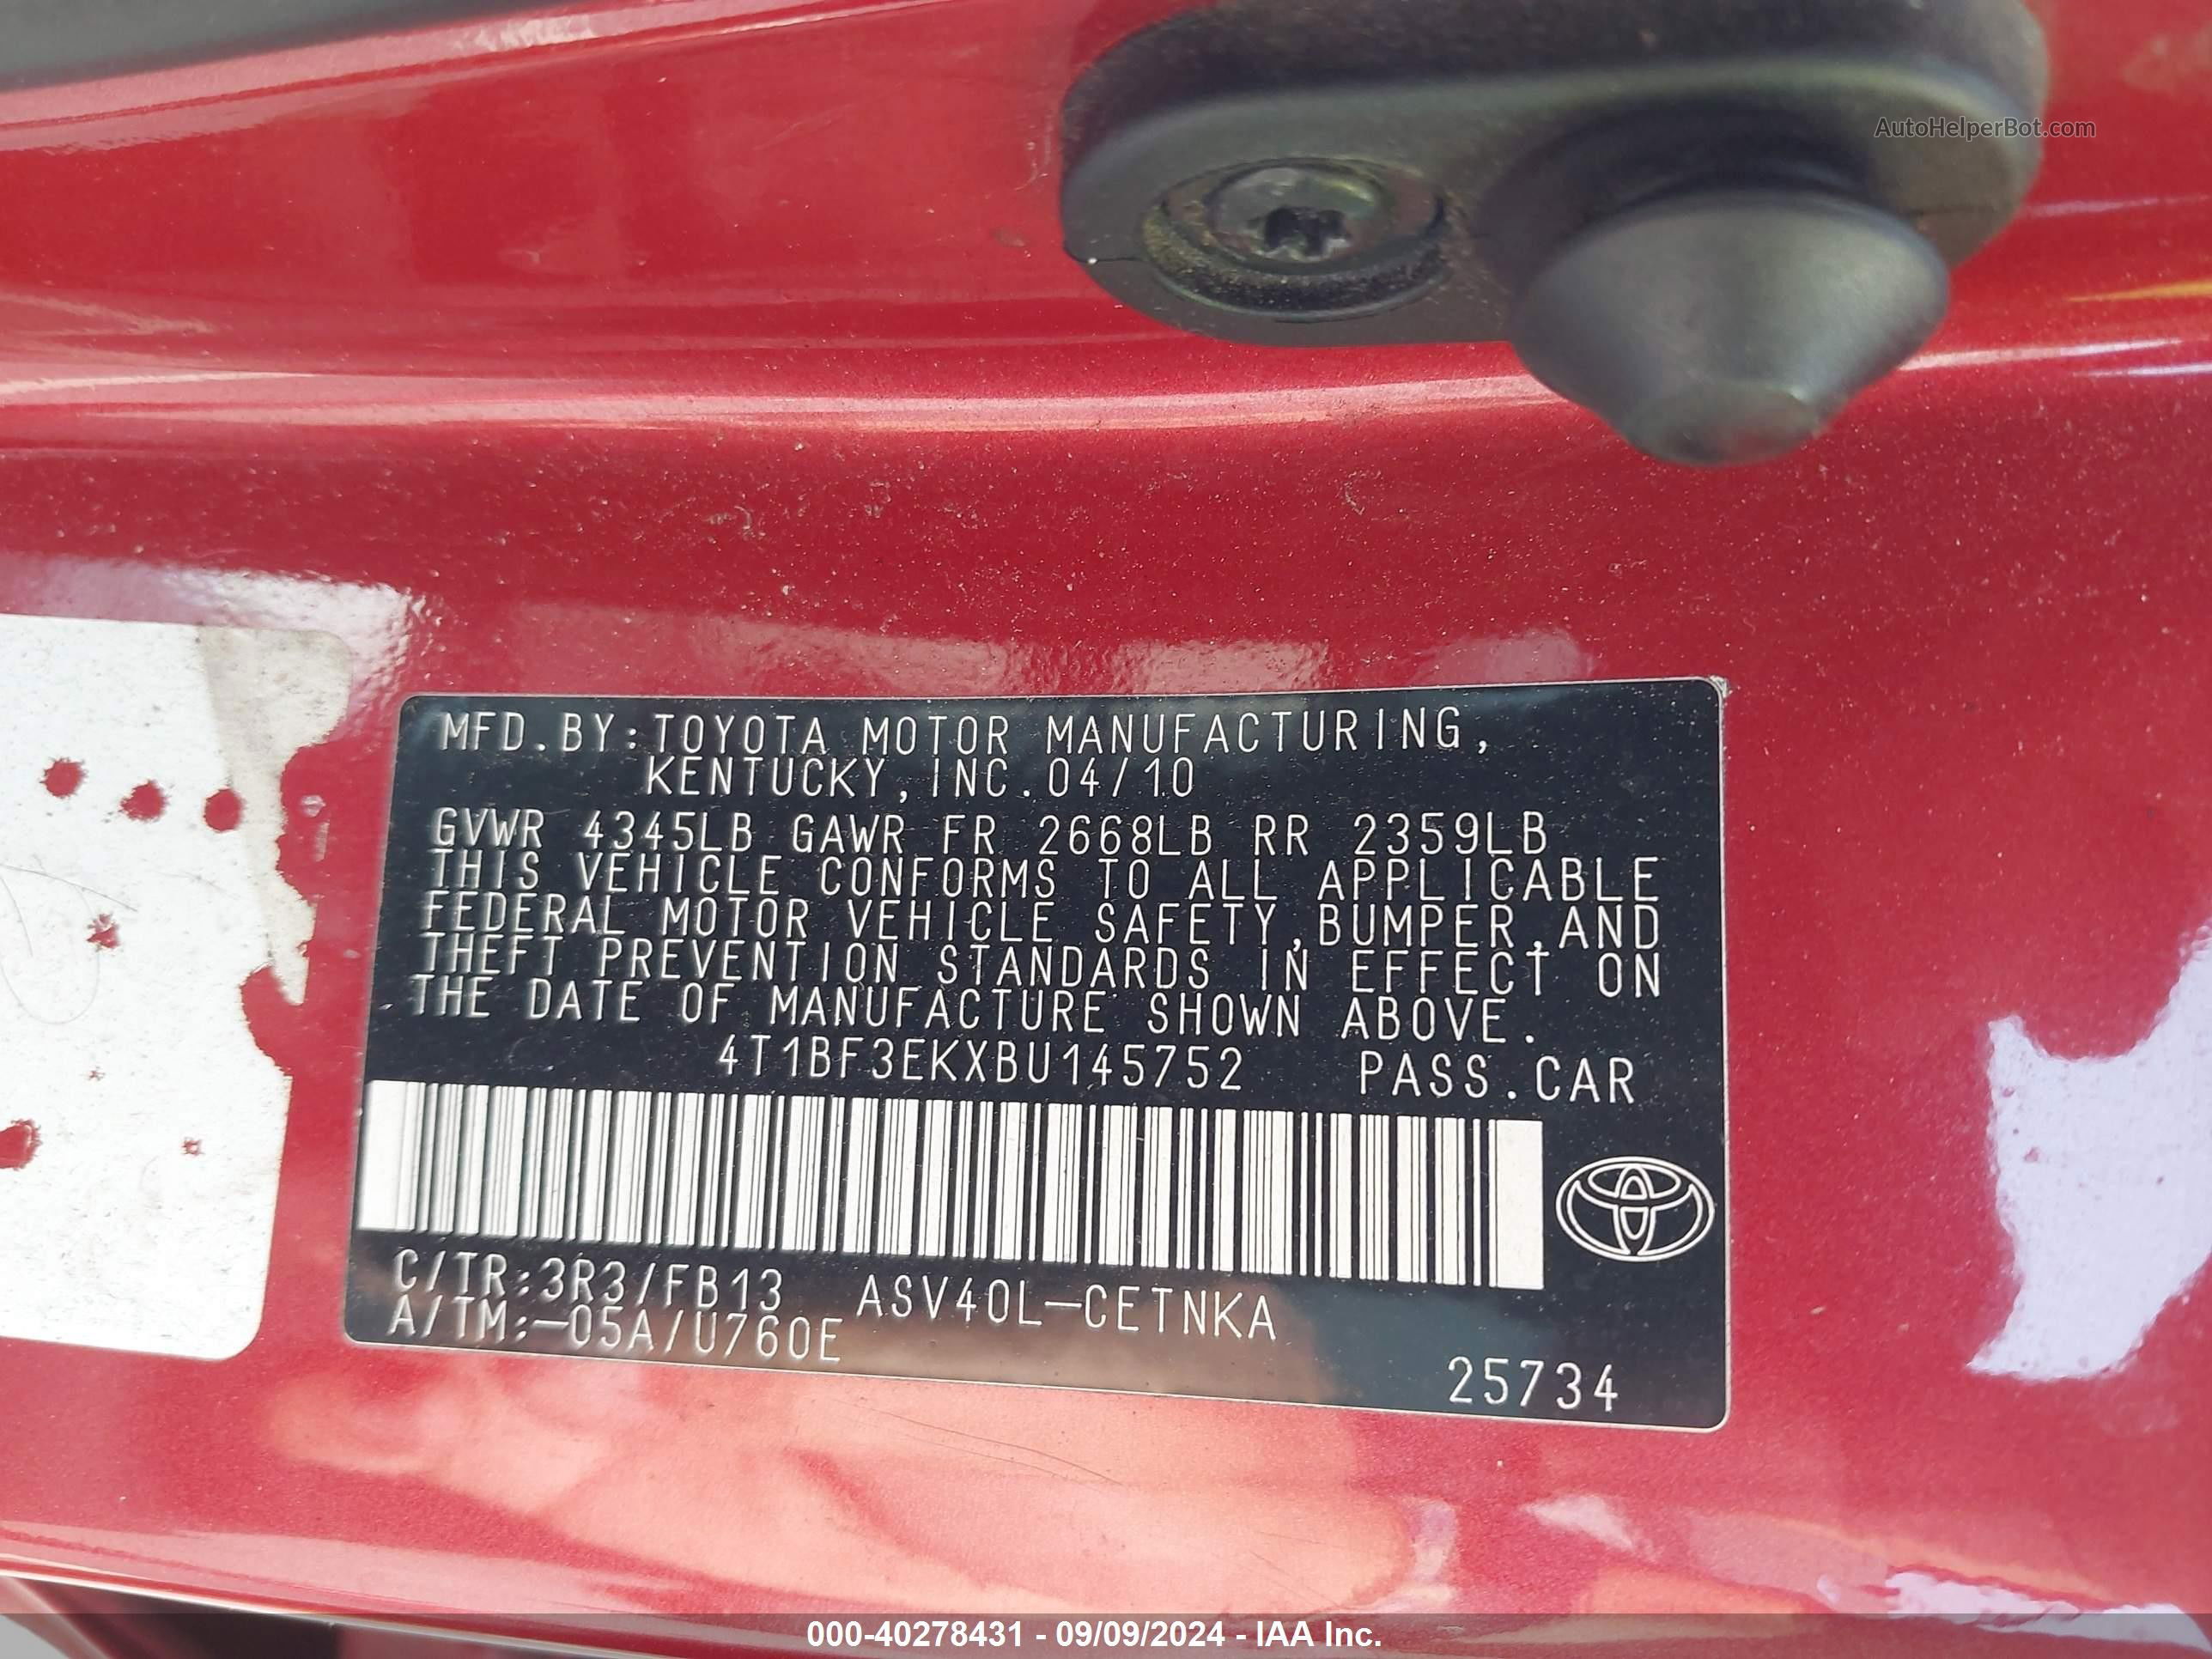 AutoHelperBot.com
MFD.BY:TOYOTA MOTOR MANUFACTURING,
KENTUCKY,INC.04/10
GVWR 4345LB GAWR FR 2668LB RR 2359LB
THIS VEHICLE CONFORMS TO ALL APPLICABLE
FEDERAL MOTOR VEHICLE SAFETY,BUMPER,AND
THEFT PREVENTION STANDARDS IN EFFECT ON
THE DATE OF MANUFACTURE SHOWN ABOVE.
4T1BF3EKXBU145752 PASS.CAR
C/TR:3R3/FB13 ASV40L-CETNKA
A/TM:-05A/U760E
25734
000-40278431 - 09/09/2024 - IAA Inc.